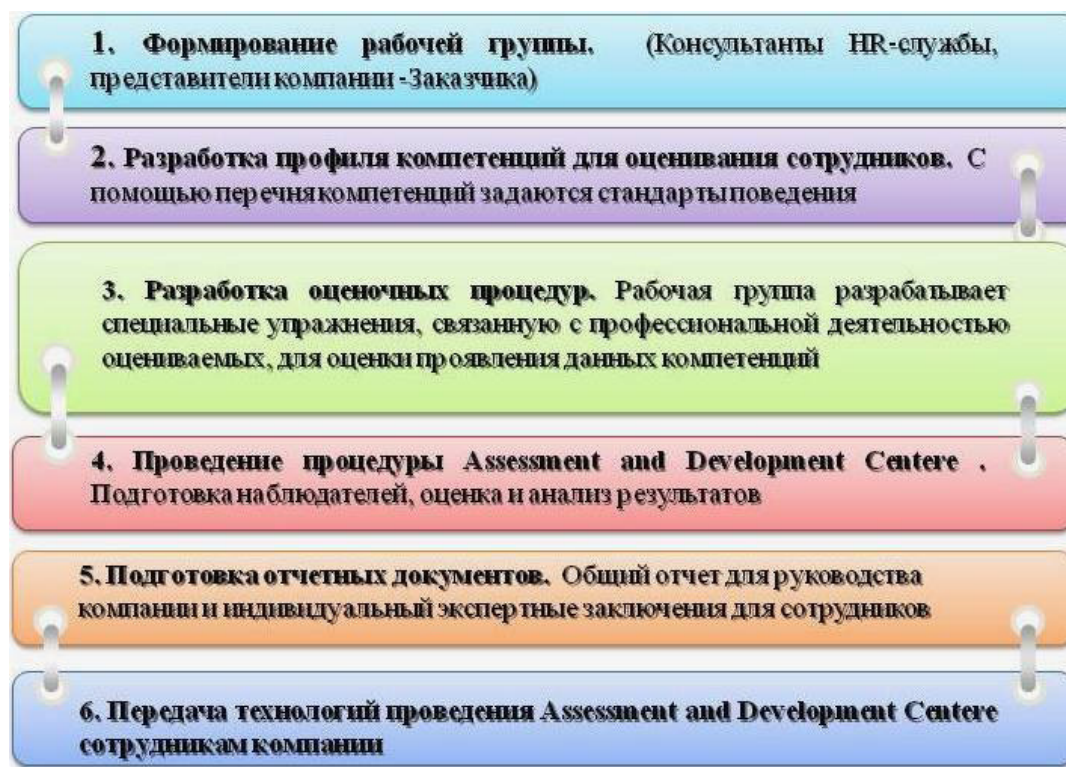 1. Формирование рабочей группы. (Консультанты HR-службы,
представители компании -Заказчика)
2. Разработка профиля компетенций для оценивания сотрудников. С
помощью перечня компетенций задаются стандарты поведения
3. Разработка оценочных процедур. Рабочая группа разрабатывает
специальные упражнения, связанную с профессиональной деятельностью
оцениваемых, для оценки проявления данных компетенций
4. Проведение процедуры Assessment and Development Centere .
Подготовка наблюдателей, оценка и анализ результатов
5. Подготовка отчетных документов. Общий отчет для руководства
компании и индивидуальный экспертные заключения для сотрудников
6. Передача технологий проведения Assessment and Development Centere
сотрудникам компании